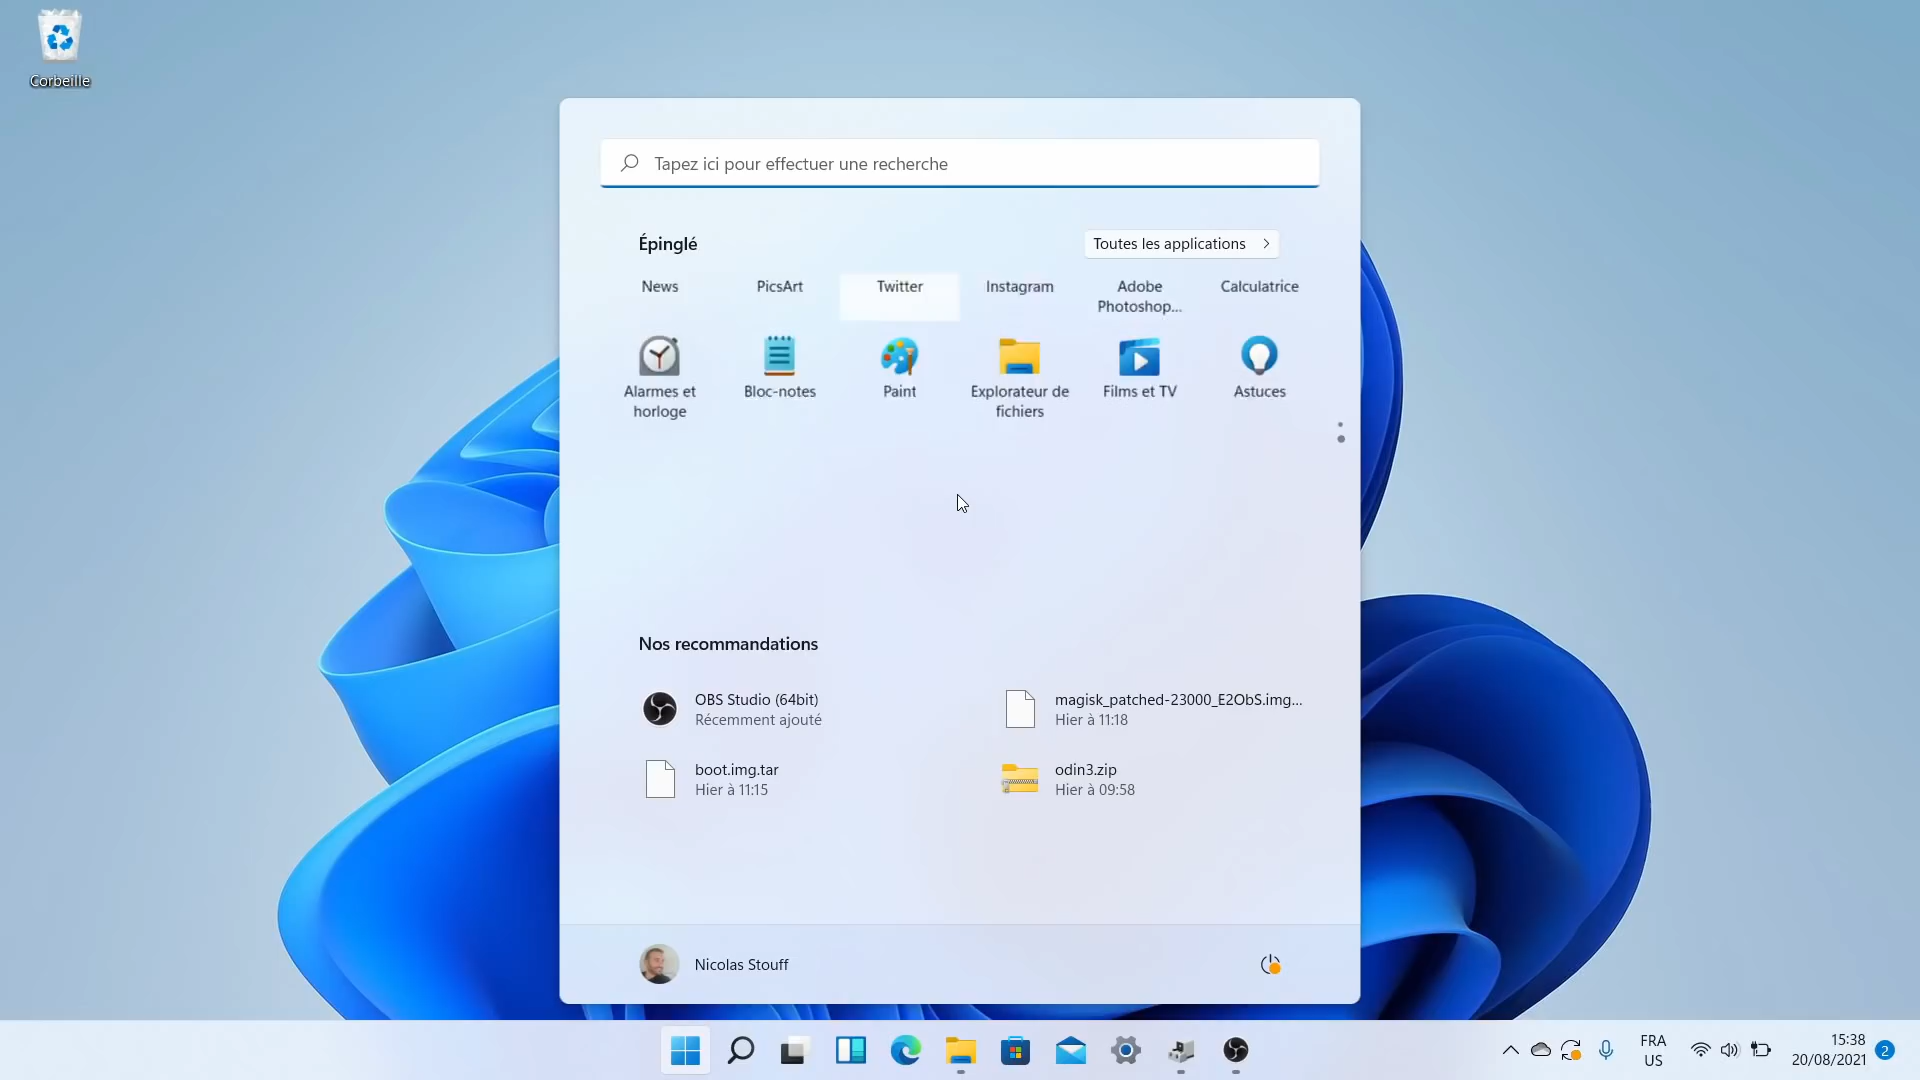 Corbeille
Tapez ici pour effectuer une recherche
Épinglé
Toutes les applications
News
PicsArt
Twitter
Instagram
Adobe
Photoshop...
Calculatrice
Alarmes et
horloge
Bloc-notes
Paint
Explorateur de
fichiers
Films et TV
Astuces
Nos recommandations
OBS Studio (64bit)
Récemment ajouté
magisk_patched-23000_E2ObS.img...
Hier à 11:18
boot.img.tar
Hier à 11:15
odin3.zip
Hier à 09:58
Nicolas Stouff
FRA
US
15:38
20/08/2021
2